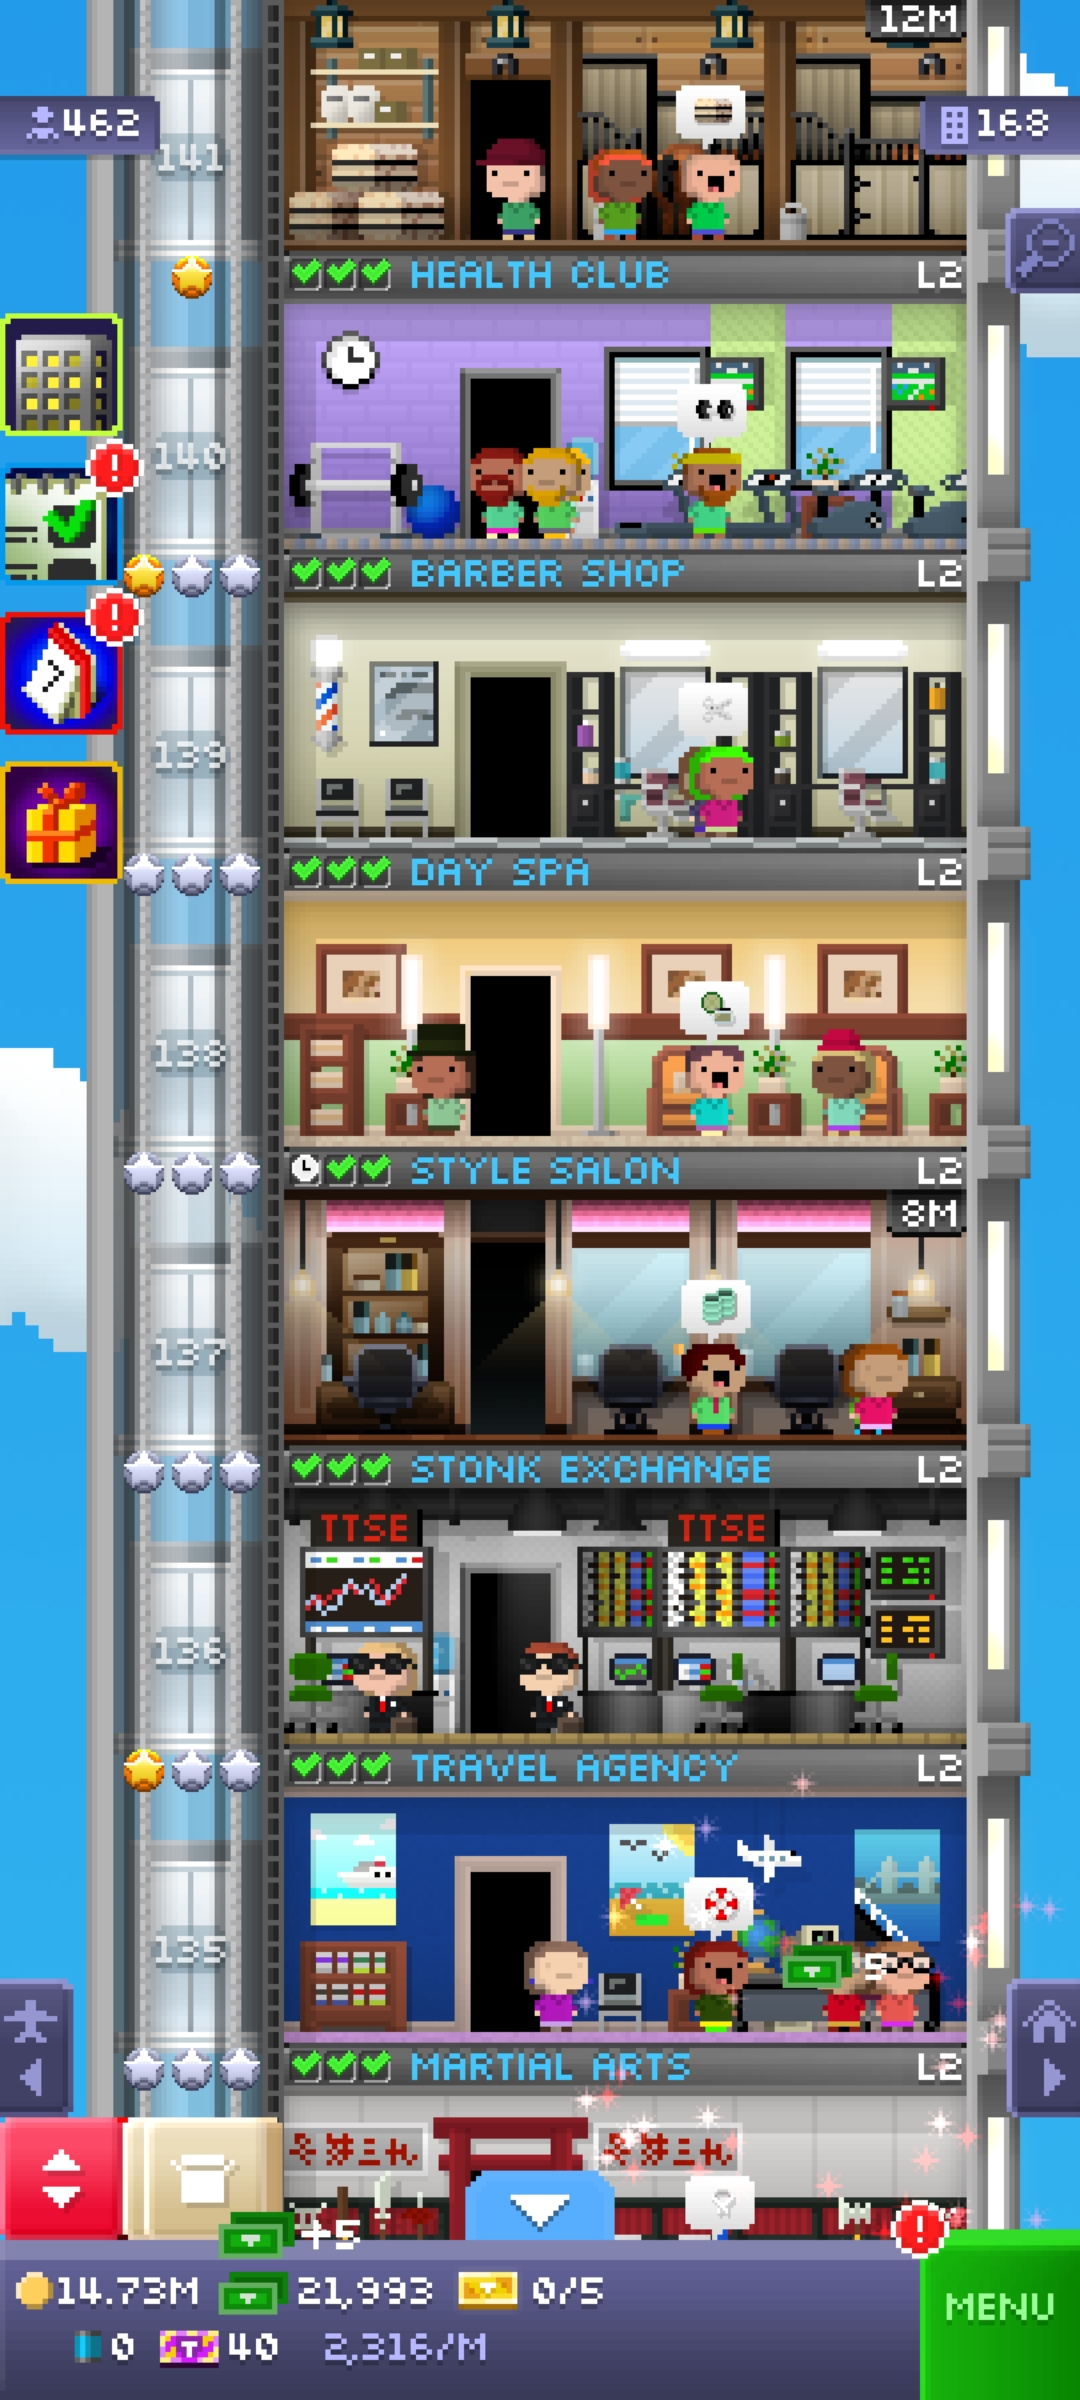 12M
462
168
141
HEALTH CLUB L2
140
BARBER SHOP L2
139
DAY SPA L2
138
STYLE SALON L2
8M
137
STONK EXCHANGE L2
TTSE TTSE
136
TRAVEL AGENCY L2
5
135
MARTIAL ARTS L2
+5
14.73M 21,993 0/5
MENU
0 T 40 2,316/M